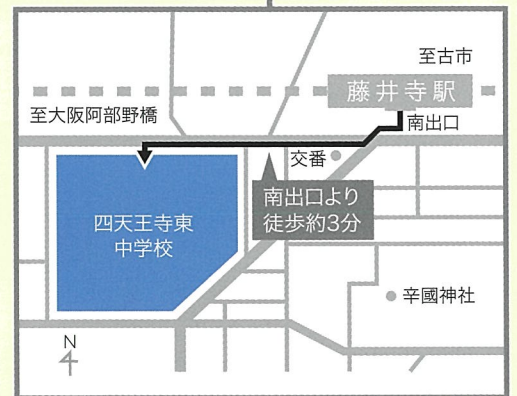 至古市
藤井寺駅
至大阪阿部野橋
南出口
交番
南出口より
徒歩約3分
四天王寺東
中学校
辛國神社
N